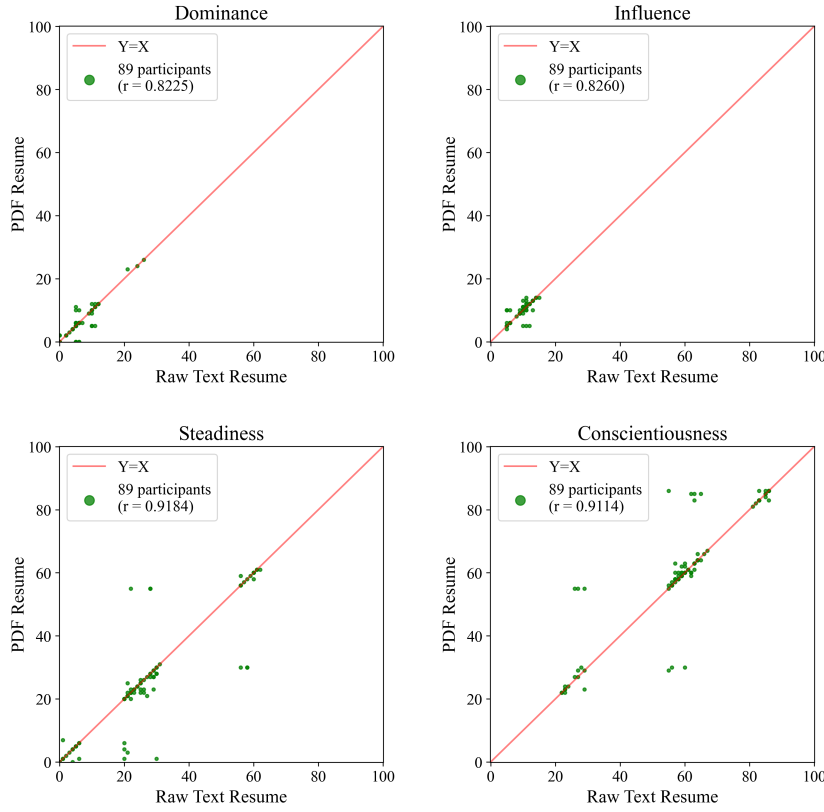 Dominance
Y=X
89 participants
(r = 0.8225)
100
80
60
40
20
0
PDF Resume
0 20 40 60 80 100
Raw Text Resume
Influence
Y=X
89 participants
(r = 0.8260)
100
80
60
40
20
0
PDF Resume
0 20 40 60 80 100
Raw Text Resume
Steadiness
Y=X
89 participants
(r = 0.9184)
100
80
60
40
20
0
PDF Resume
0 20 40 60 80 100
Raw Text Resume
Conscientiousness
Y=X
89 participants
(r = 0.9114)
100
80
60
40
20
0
PDF Resume
0 20 40 60 80 100
Raw Text Resume